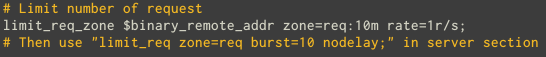 # Limit number of request
limit_req_zone $binary_remote_addr zone=req:10m rate=1r/s;
# Then use "limit_req zone=req burst=10 nodelay;" in server section